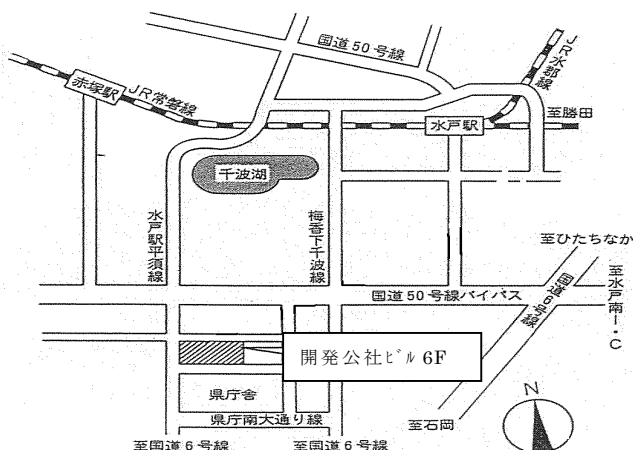 国道50号線
JR水郡線
赤塚駅
JR常磐線
至勝田
水戸駅
千波湖
水戸駅平須線
梅香下千波線
至ひたちなか
国道6号線
至水戸南I・C
国道50号線バイパス
開発公社ﾋﾞﾙ 6F
県庁舎
県庁南大通り線
至石岡
N
至国道6号線
至国道6号線